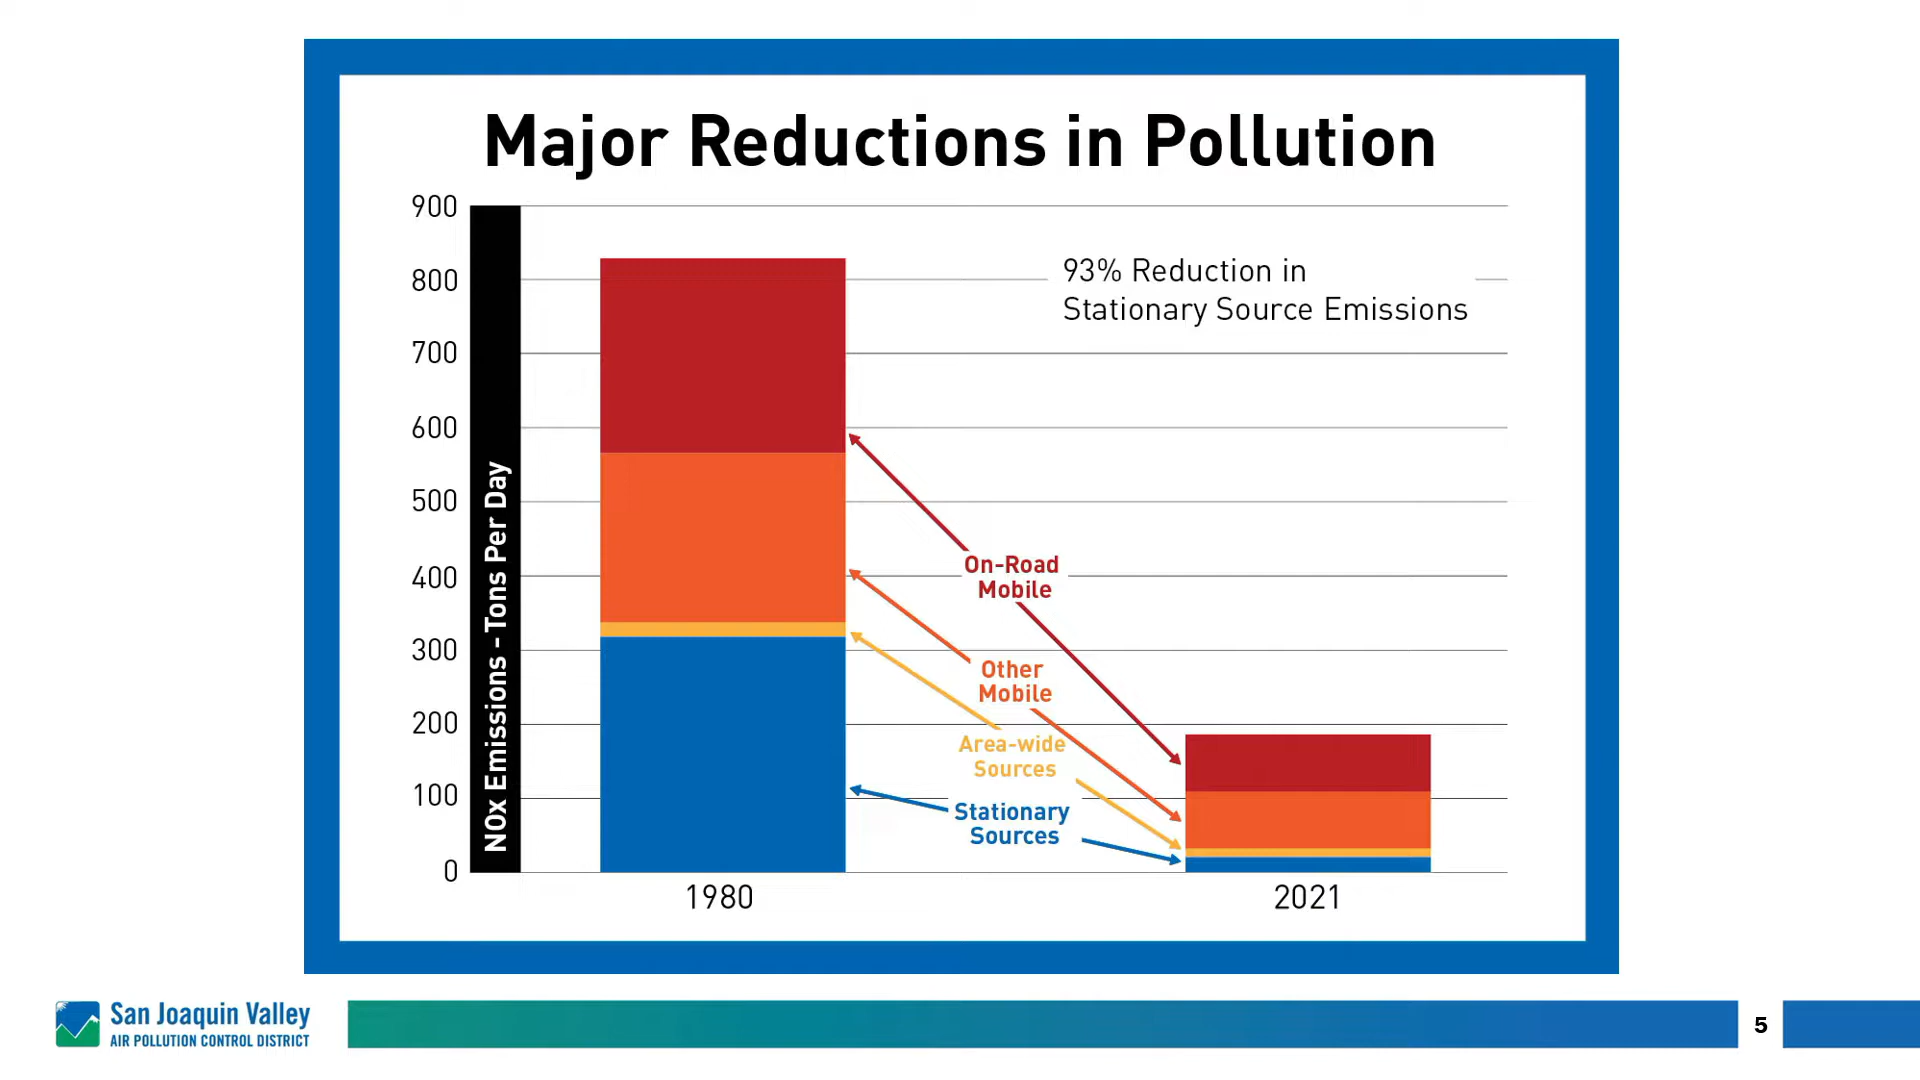 Major Reductions in Pollution
900
800
700
600
500
400
300
200
100
0
NOx Emissions - Tons Per Day
93% Reduction in
Stationary Source Emissions
On-Road
Mobile
Other
Mobile
Area-wide
Sources
Stationary
Sources
1980
2021
San Joaquin Valley
AIR POLLUTION CONTROL DISTRICT
5